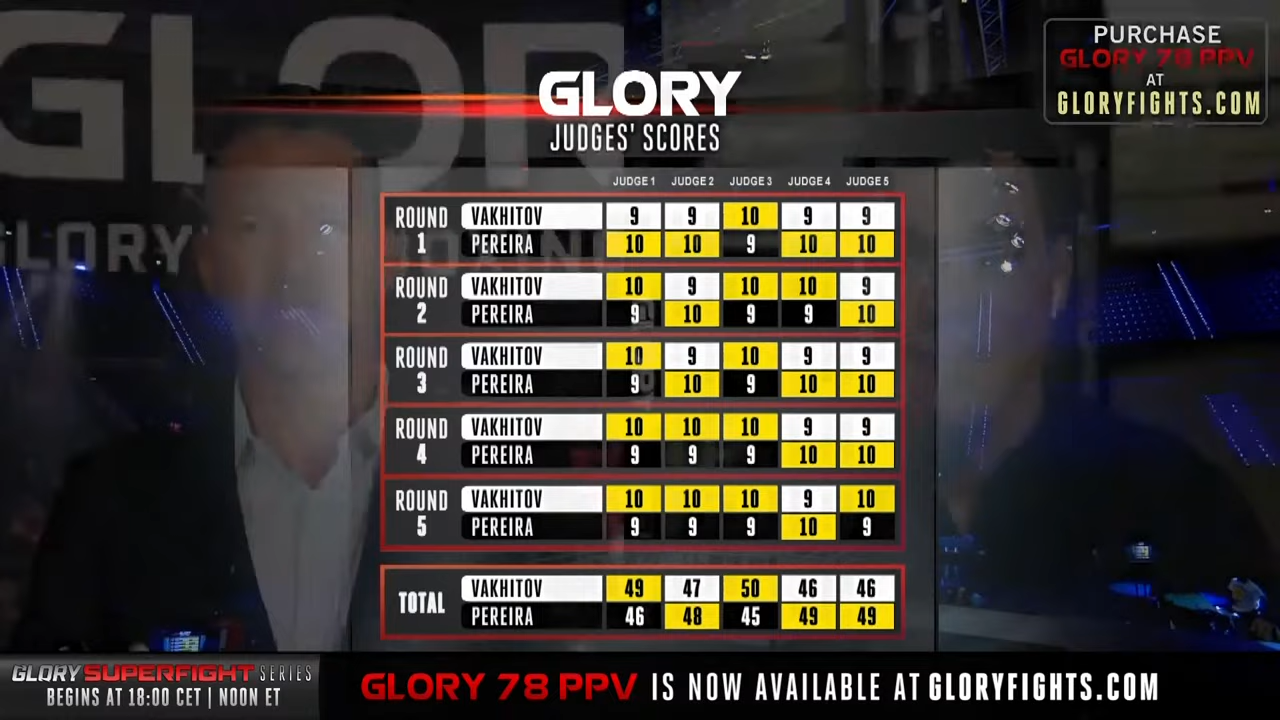 PURCHASE
GLORY 78 PPV
AT
GLORYFIGHTS.COM
GLORY
JUDGES' SCORES
JUDGE 1 JUDGE 2 JUDGE 3 JUDGE 4 JUDGE 5
ROUND 1
VAKHITOV 9 9 10 9 9
PEREIRA 10 10 9 10 10
ROUND 2
VAKHITOV 10 9 10 10 9
PEREIRA 9 10 9 9 10
ROUND 3
VAKHITOV 10 9 10 9 9
PEREIRA 9 10 9 10 10
ROUND 4
VAKHITOV 10 10 10 9 9
PEREIRA 9 9 9 10 10
ROUND 5
VAKHITOV 10 10 10 9 10
PEREIRA 9 9 9 10 9
TOTAL
VAKHITOV 49 47 50 46 46
PEREIRA 46 48 45 49 49
GLORY SUPERFIGHT SERIES
BEGINS AT 18:00 CET | NOON ET
GLORY 78 PPV IS NOW AVAILABLE AT GLORYFIGHTS.COM